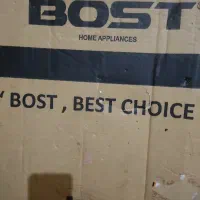 BOST
HOME APPLIANCES
“ BOST , BEST CHOICE